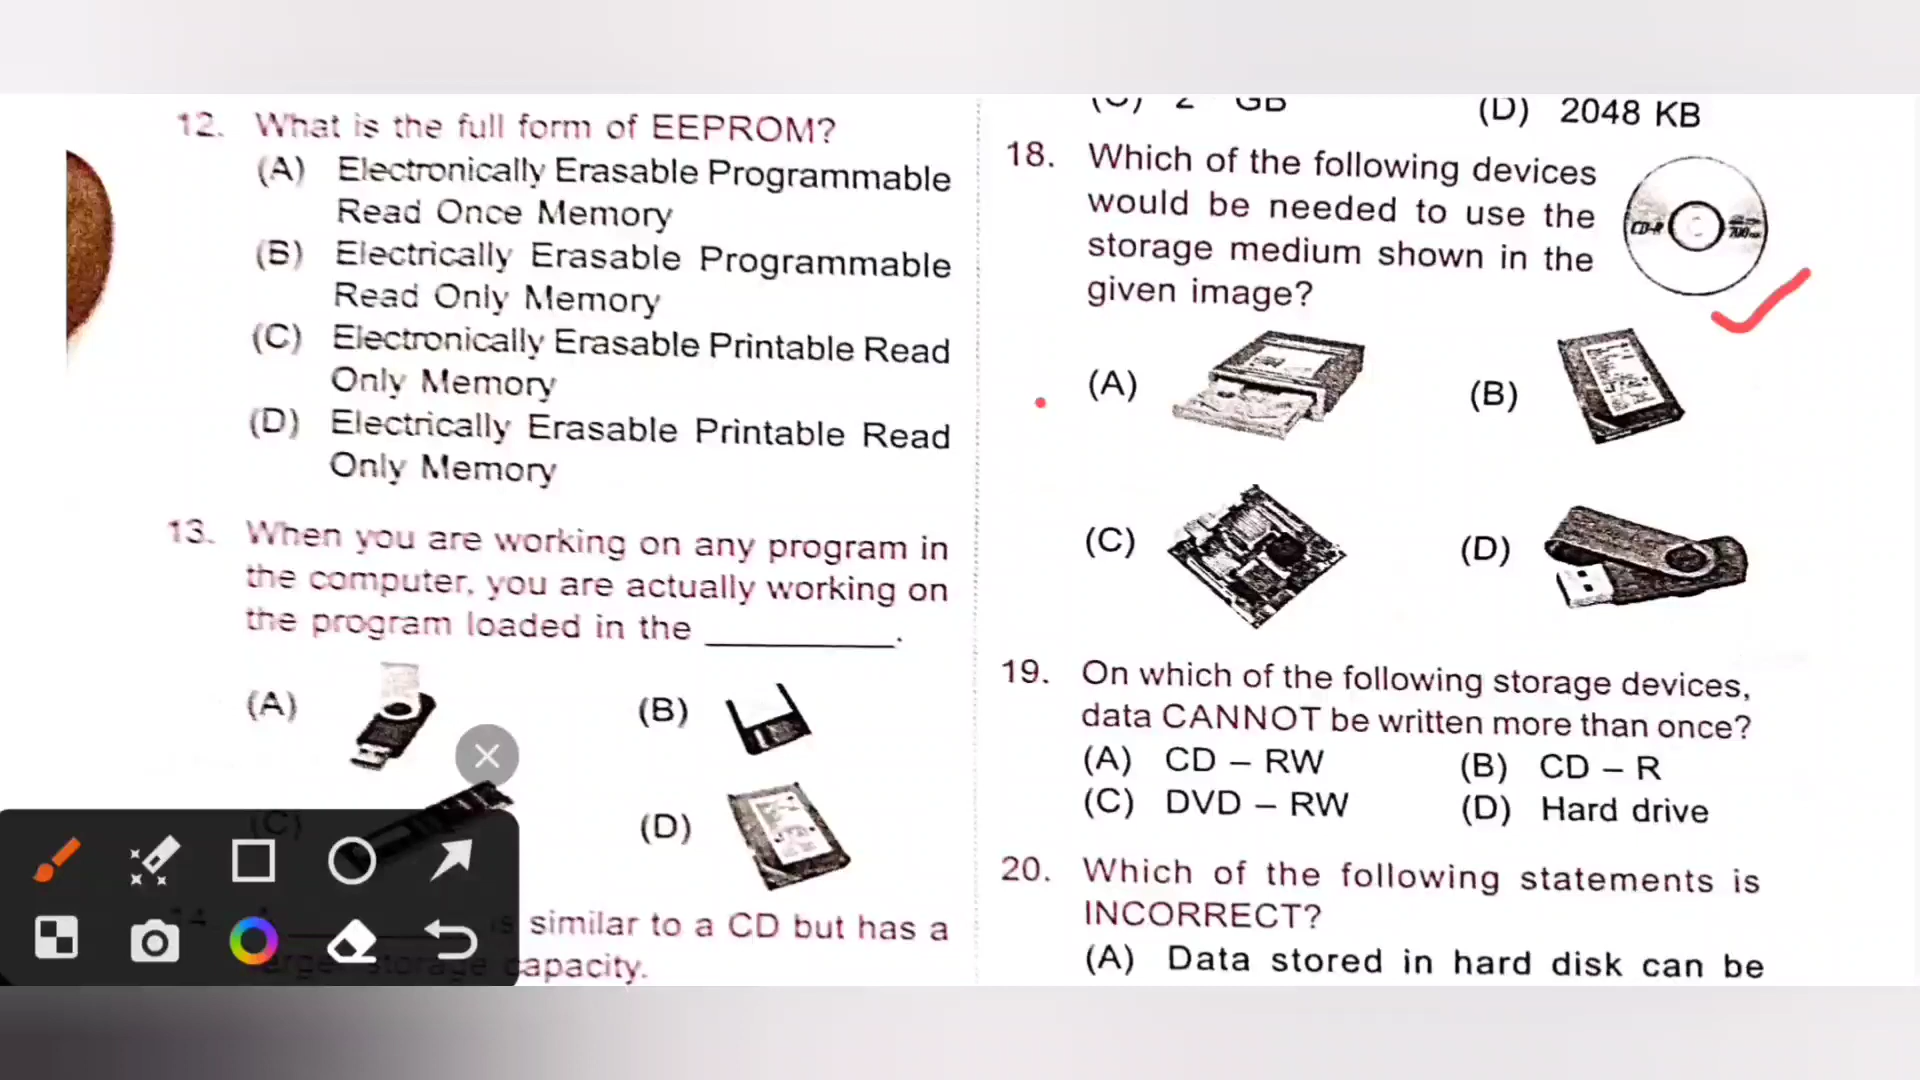 12. What is the full form of EEPROM?
(A) Electronically Erasable Programmable
Read Once Memory
(B) Electrically Erasable Programmable
Read Only Memory
(C) Electronically Erasable Printable Read
Only Memory
(D) Electrically Erasable Printable Read
Only Memory
13. When you are working on any program in
the computer, you are actually working on
the program loaded in the __________.
(A)
(B)
(C)
(D)
14. is similar to a CD but has a
larger storage capacity.
GB
(D) 2048 KB
18. Which of the following devices
would be needed to use the
storage medium shown in the
given image?
CD-R
(A)
(B)
(C)
(D)
19. On which of the following storage devices,
data CANNOT be written more than once?
(A) CD – RW
(B) CD – R
(C) DVD – RW
(D) Hard drive
20. Which of the following statements is
INCORRECT?
(A) Data stored in hard disk can be